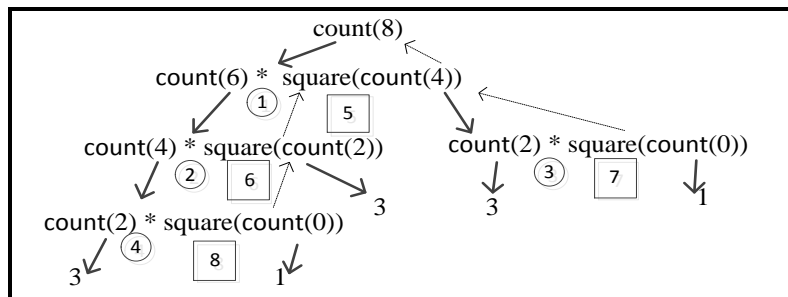 count(8)
count(6) * square(count(4))
1
5
count(4) * square(count(2))
count(2) * square(count(0))
2
6
3
7
3
3
1
count(2) * square(count(0))
4
8
3
1